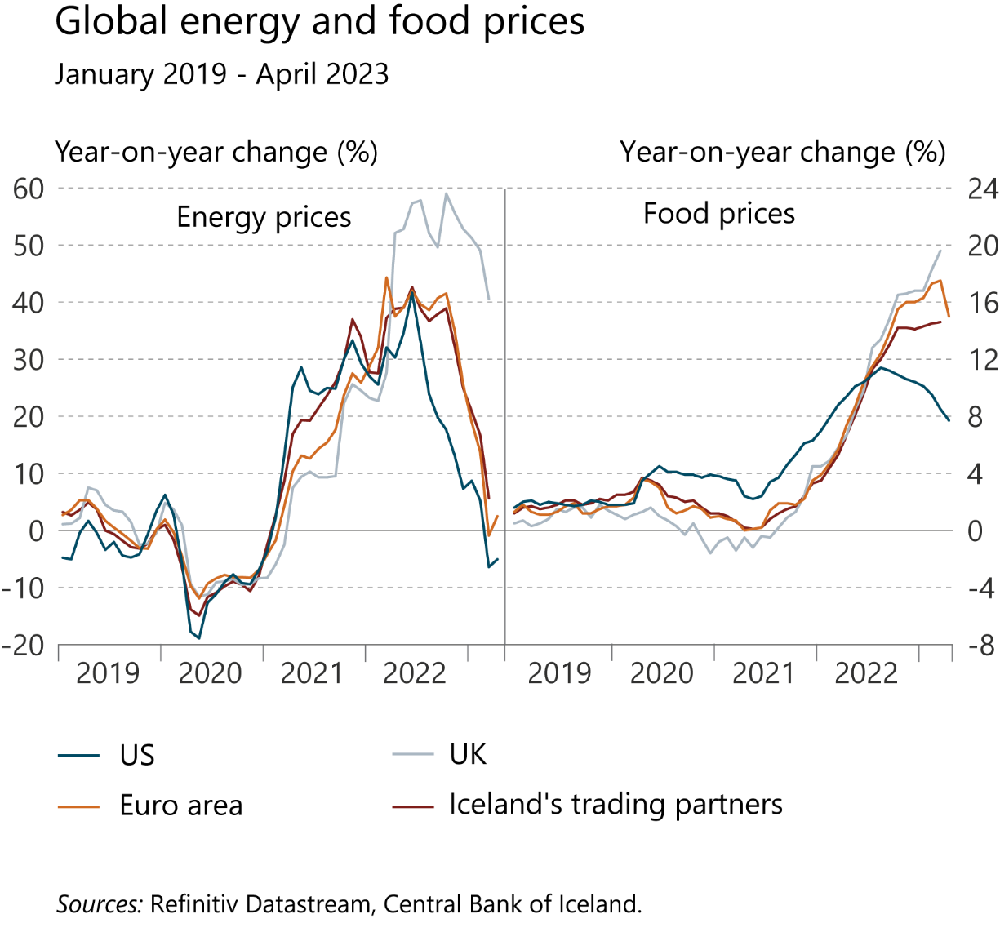 Global energy and food prices
January 2019 - April 2023
Year-on-year change (%)
Year-on-year change (%)
60
50
40
30
20
10
0
-10
-20
Energy prices
Food prices
24
20
16
12
8
4
0
-4
-8
2019 2020 2021 2022 2019 2020 2021 2022
US
UK
Euro area
Iceland's trading partners
Sources: Refinitiv Datastream, Central Bank of Iceland.